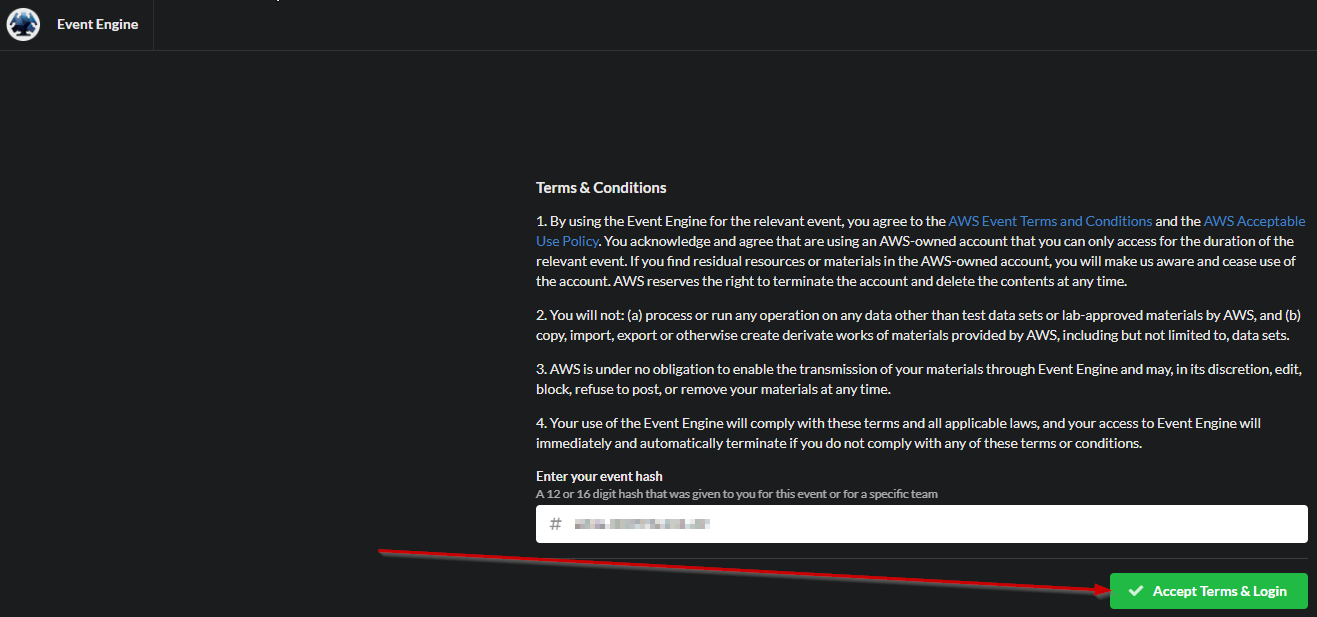 Event Engine
Terms & Conditions
1. By using the Event Engine for the relevant event, you agree to the AWS Event Terms and Conditions and the AWS Acceptable
Use Policy. You acknowledge and agree that are using an AWS-owned account that you can only access for the duration of the
relevant event. If you find residual resources or materials in the AWS-owned account, you will make us aware and cease use of
the account. AWS reserves the right to terminate the account and delete the contents at any time.
2. You will not: (a) process or run any operation on any data other than test data sets or lab-approved materials by AWS, and (b)
copy, import, export or otherwise create derivate works of materials provided by AWS, including but not limited to, data sets.
3. AWS is under no obligation to enable the transmission of your materials through Event Engine and may, in its discretion, edit,
block, refuse to post, or remove your materials at any time.
4. Your use of the Event Engine will comply with these terms and all applicable laws, and your access to Event Engine will
immediately and automatically terminate if you do not comply with any of these terms or conditions.
Enter your event hash
A 12 or 16 digit hash that was given to you for this event or for a specific team
#
Accept Terms & Login